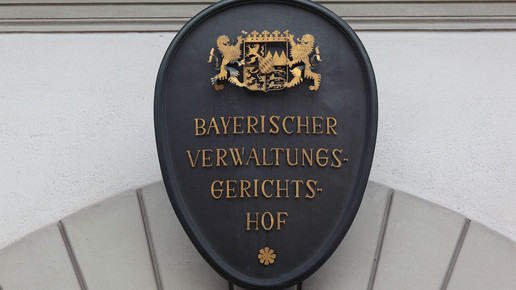 BAYERISCHER
VERWALTUNGS-
GERICHTS-
HOF